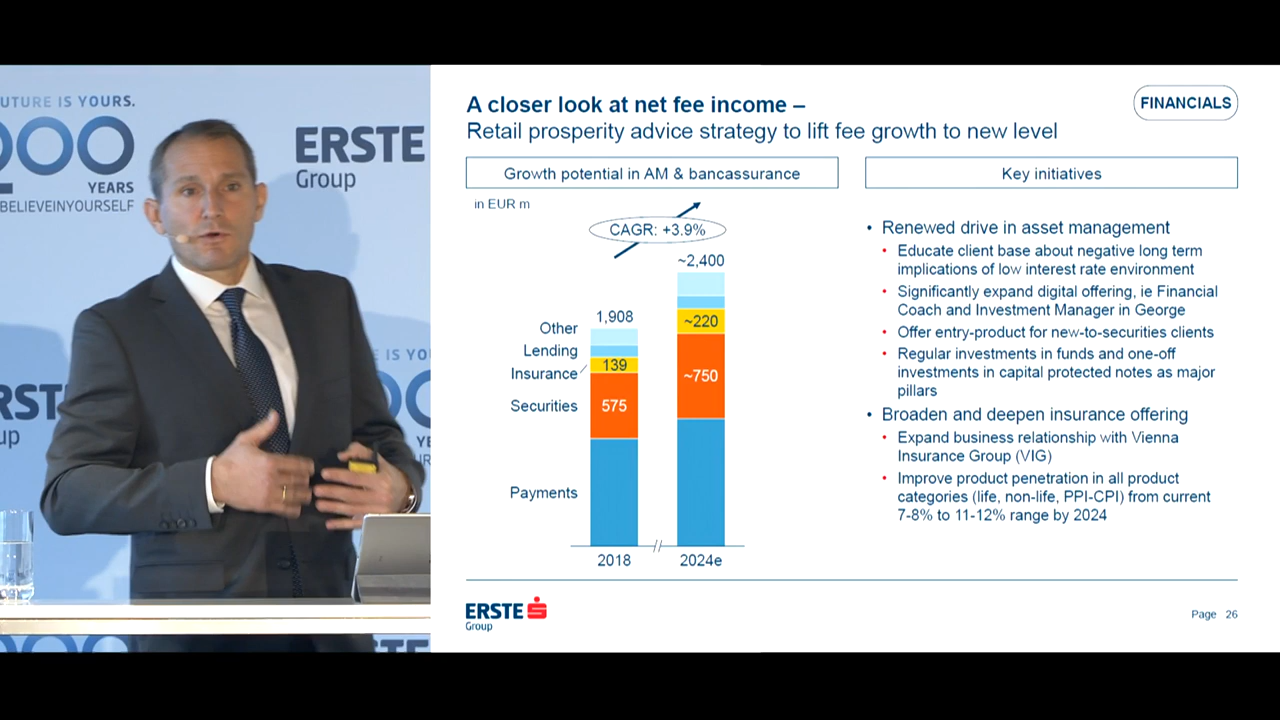 UTURE IS YOURS.
200
YEARS
BELIEVEINYOURSELF
ERSTE
Group
E IS YO
RST
up
YE
A closer look at net fee income –
Retail prosperity advice strategy to lift fee growth to new level
FINANCIALS
Growth potential in AM & bancassurance
in EUR m
CAGR: +3.9%
~2,400
1,908
Other
Lending
Insurance
Securities
Payments
139
575
~220
~750
2018
2024e
Key initiatives
• Renewed drive in asset management
• Educate client base about negative long term
implications of low interest rate environment
• Significantly expand digital offering, ie Financial
Coach and Investment Manager in George
• Offer entry-product for new-to-securities clients
• Regular investments in funds and one-off
investments in capital protected notes as major
pillars
• Broaden and deepen insurance offering
• Expand business relationship with Vienna
Insurance Group (VIG)
• Improve product penetration in all product
categories (life, non-life, PPI-CPI) from current
7-8% to 11-12% range by 2024
ERSTE
Group
Page 26